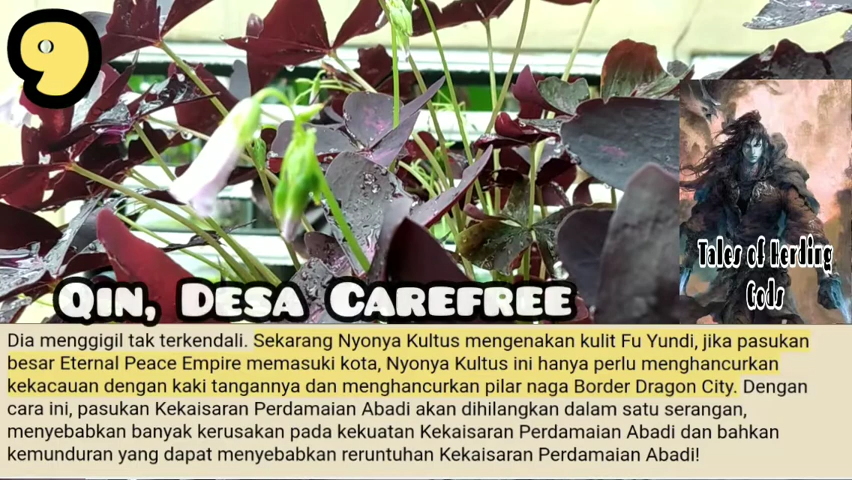 9
Tales of Herding
Gods
Qin, Desa Carefree
Dia menggigil tak terkendali. Sekarang Nyonya Kultus mengenakan kulit Fu Yundi, jika pasukan
besar Eternal Peace Empire memasuki kota, Nyonya Kultus ini hanya perlu menghancurkan
kekacauan dengan kaki tangannya dan menghancurkan pilar naga Border Dragon City. Dengan
cara ini, pasukan Kekaisaran Perdamaian Abadi akan dihilangkan dalam satu serangan,
menyebabkan banyak kerusakan pada kekuatan Kekaisaran Perdamaian Abadi dan bahkan
kemunduran yang dapat menyebabkan reruntuhan Kekaisaran Perdamaian Abadi!